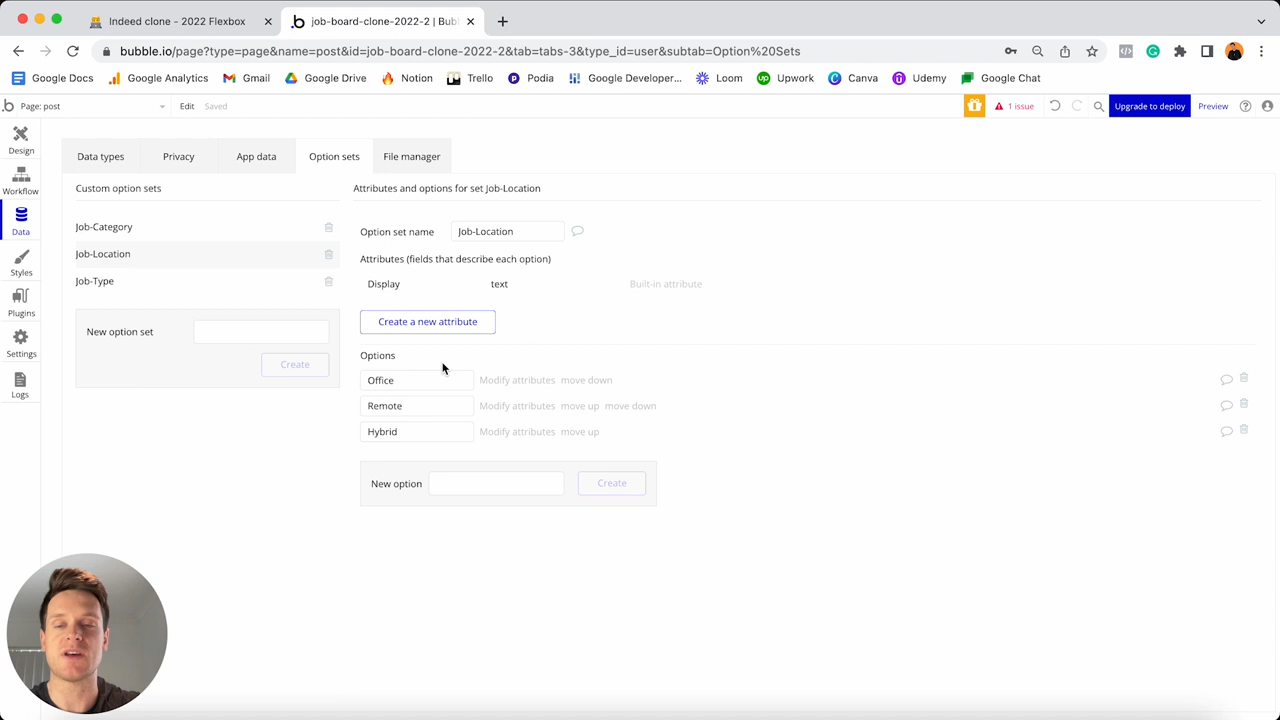 Indeed clone - 2022 Flexbox
job-board-clone-2022-2 | Bubl
bubble.io/page?type=page&name=post&id=job-board-clone-2022-2&tab=tabs-3&type_id=user&subtab=Option%20Sets
Google Docs Google Analytics Gmail Google Drive Notion Trello Podia Google Developer... Loom Upwork Canva Udemy Google Chat
Page: post Edit Saved 1 issue Upgrade to deploy Preview
Design
Workflow
Data
Styles
Plugins
Settings
Logs
Data types Privacy App data Option sets File manager
Custom option sets
Job-Category
Job-Location
Job-Type
New option set
Create
Attributes and options for set Job-Location
Option set name Job-Location
Attributes (fields that describe each option)
Display text Built-in attribute
Create a new attribute
Options
Office Modify attributes move down
Remote Modify attributes move up move down
Hybrid Modify attributes move up
New option Create